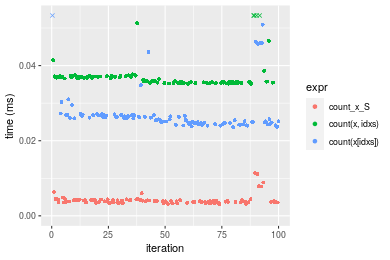 0.04
0.02
0.00
time (ms)
0
25
50
75
100
iteration
expr
count_x_S
count(x, idxs)
count(x[idxs])